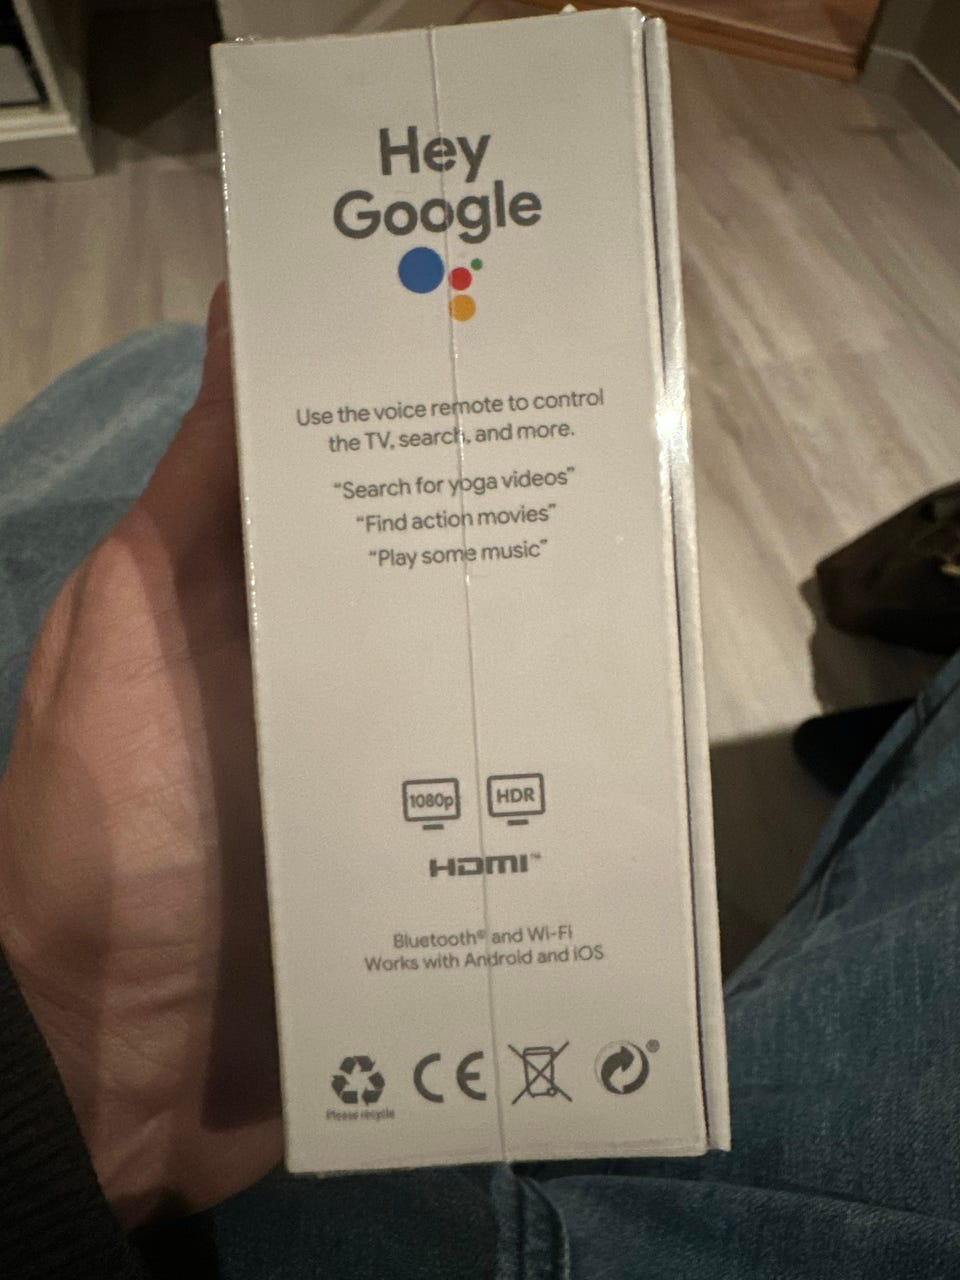 Hey
Google
Use the voice remote to control
the TV, search, and more.
“Search for yoga videos”
“Find action movies”
“Play some music”
1080p HDR
HDMI™
Bluetooth® and Wi-Fi
Works with Android and iOS
CE ®
Please recycle